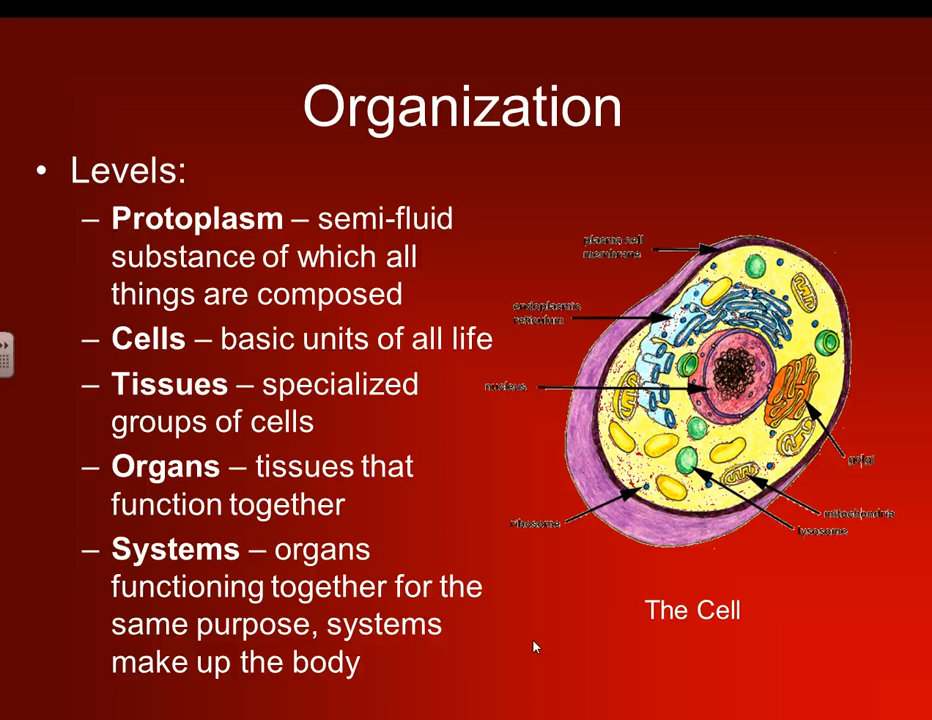 Organization
• Levels:
– Protoplasm – semi-fluid
substance of which all
things are composed
– Cells – basic units of all life
– Tissues – specialized
groups of cells
– Organs – tissues that
function together
– Systems – organs
functioning together for the
same purpose, systems
make up the body
plasma cell
membrane
endoplasmic
reticulum
nucleus
golgi
mitochondria
lysosome
ribosome
The Cell